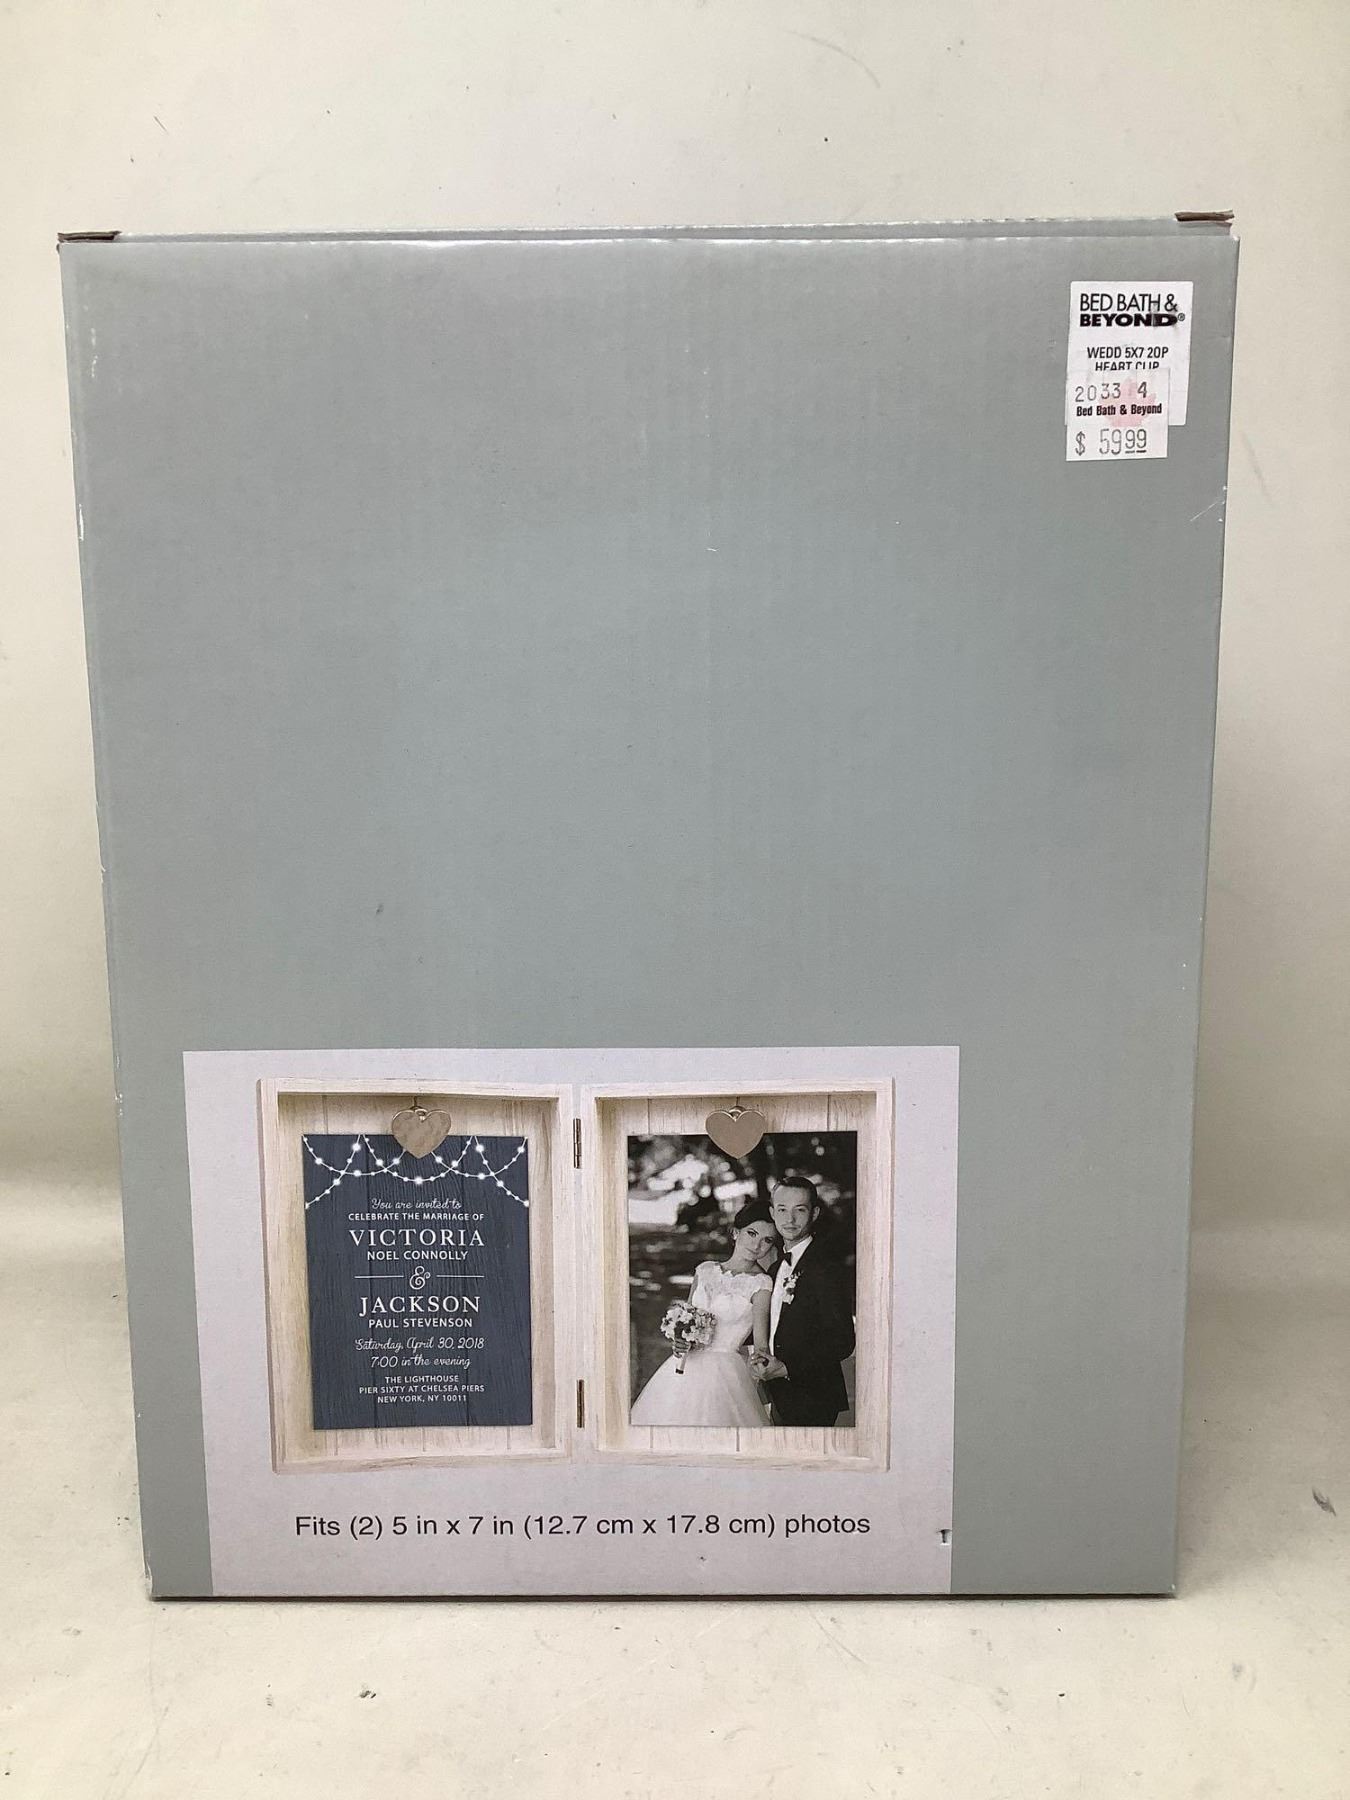 BED BATH &
BEYOND®
WEDD 5X7 2OP
HEART CLIP
2033 4
Bed Bath & Beyond
$ 59.99
You are invited to
CELEBRATE THE MARRIAGE OF
VICTORIA
NOEL CONNOLLY
&
JACKSON
PAUL STEVENSON
Saturday, April 30, 2018
7:00 in the evening
THE LIGHTHOUSE
PIER SIXTY AT CHELSEA PIERS
NEW YORK, NY 10011
Fits (2) 5 in x 7 in (12.7 cm x 17.8 cm) photos